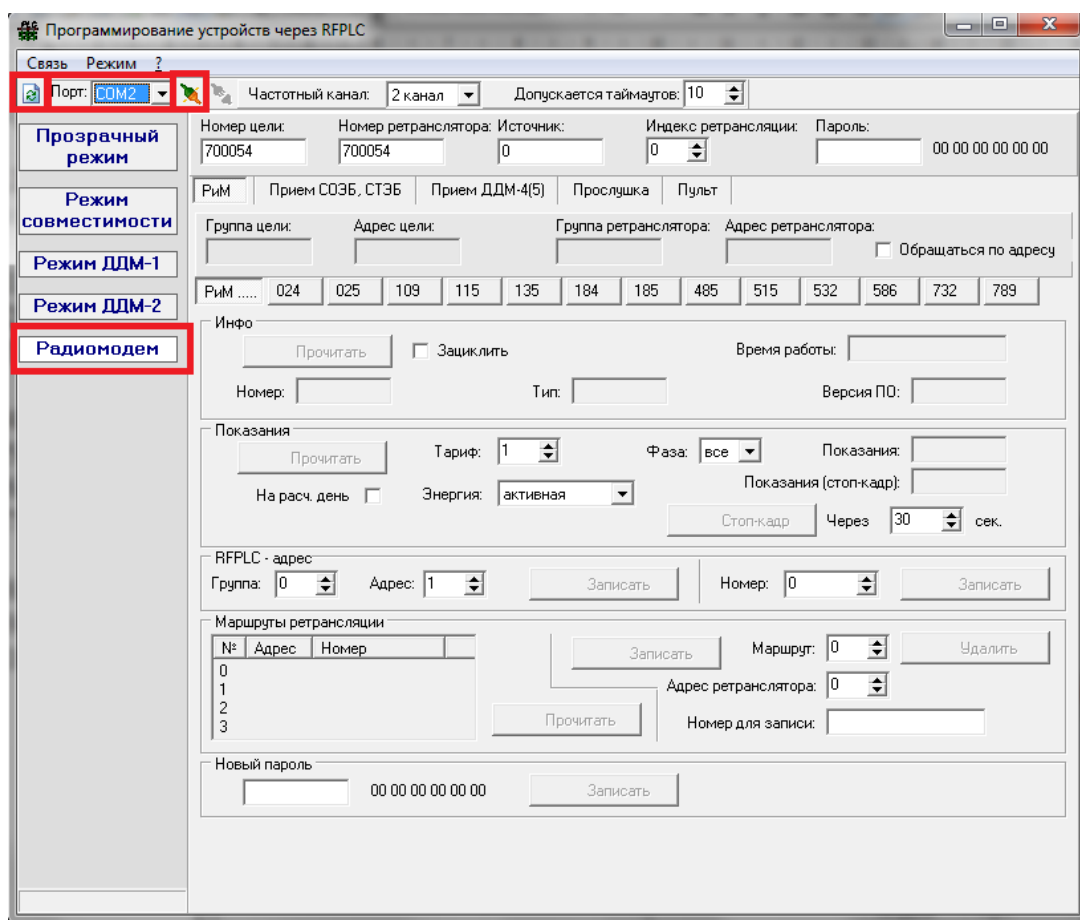 Программирование устройств через RFPLC
Связь Режим ?
Порт: COM2 Частотный канал: 2 канал Допускается таймаутов: 10
Прозрачный режим
Режим совместимости
Режим ДДМ-1
Режим ДДМ-2
Радиомодем
Номер цели: Номер ретранслятора: Источник: Индекс ретрансляции: Пароль:
700054 700054 0 0 00 00 00 00 00 00
РиМ Прием СОЭБ, СТЭБ Прием ДДМ-4(5) Прослушка Пульт
Группа цели: Адрес цели: Группа ретранслятора: Адрес ретранслятора:
Обращаться по адресу
РиМ ..... 024 025 109 115 135 184 185 485 515 532 586 732 789
Инфо
Прочитать Зациклить Время работы:
Номер: Тип: Версия ПО:
Показания
Прочитать Тариф: 1 Фаза: все Показания:
Показания (стоп-кадр):
На расч. день Энергия: активная
Стоп-кадр Через 30 сек.
RFPLC - адрес
Группа: 0 Адрес: 1 Записать Номер: 0 Записать
Маршруты ретрансляции
№ Адрес Номер
0
1
2
3
Записать Маршрут: 0 Удалить
Адрес ретранслятора: 0
Прочитать Номер для записи:
Новый пароль
00 00 00 00 00 00 Записать